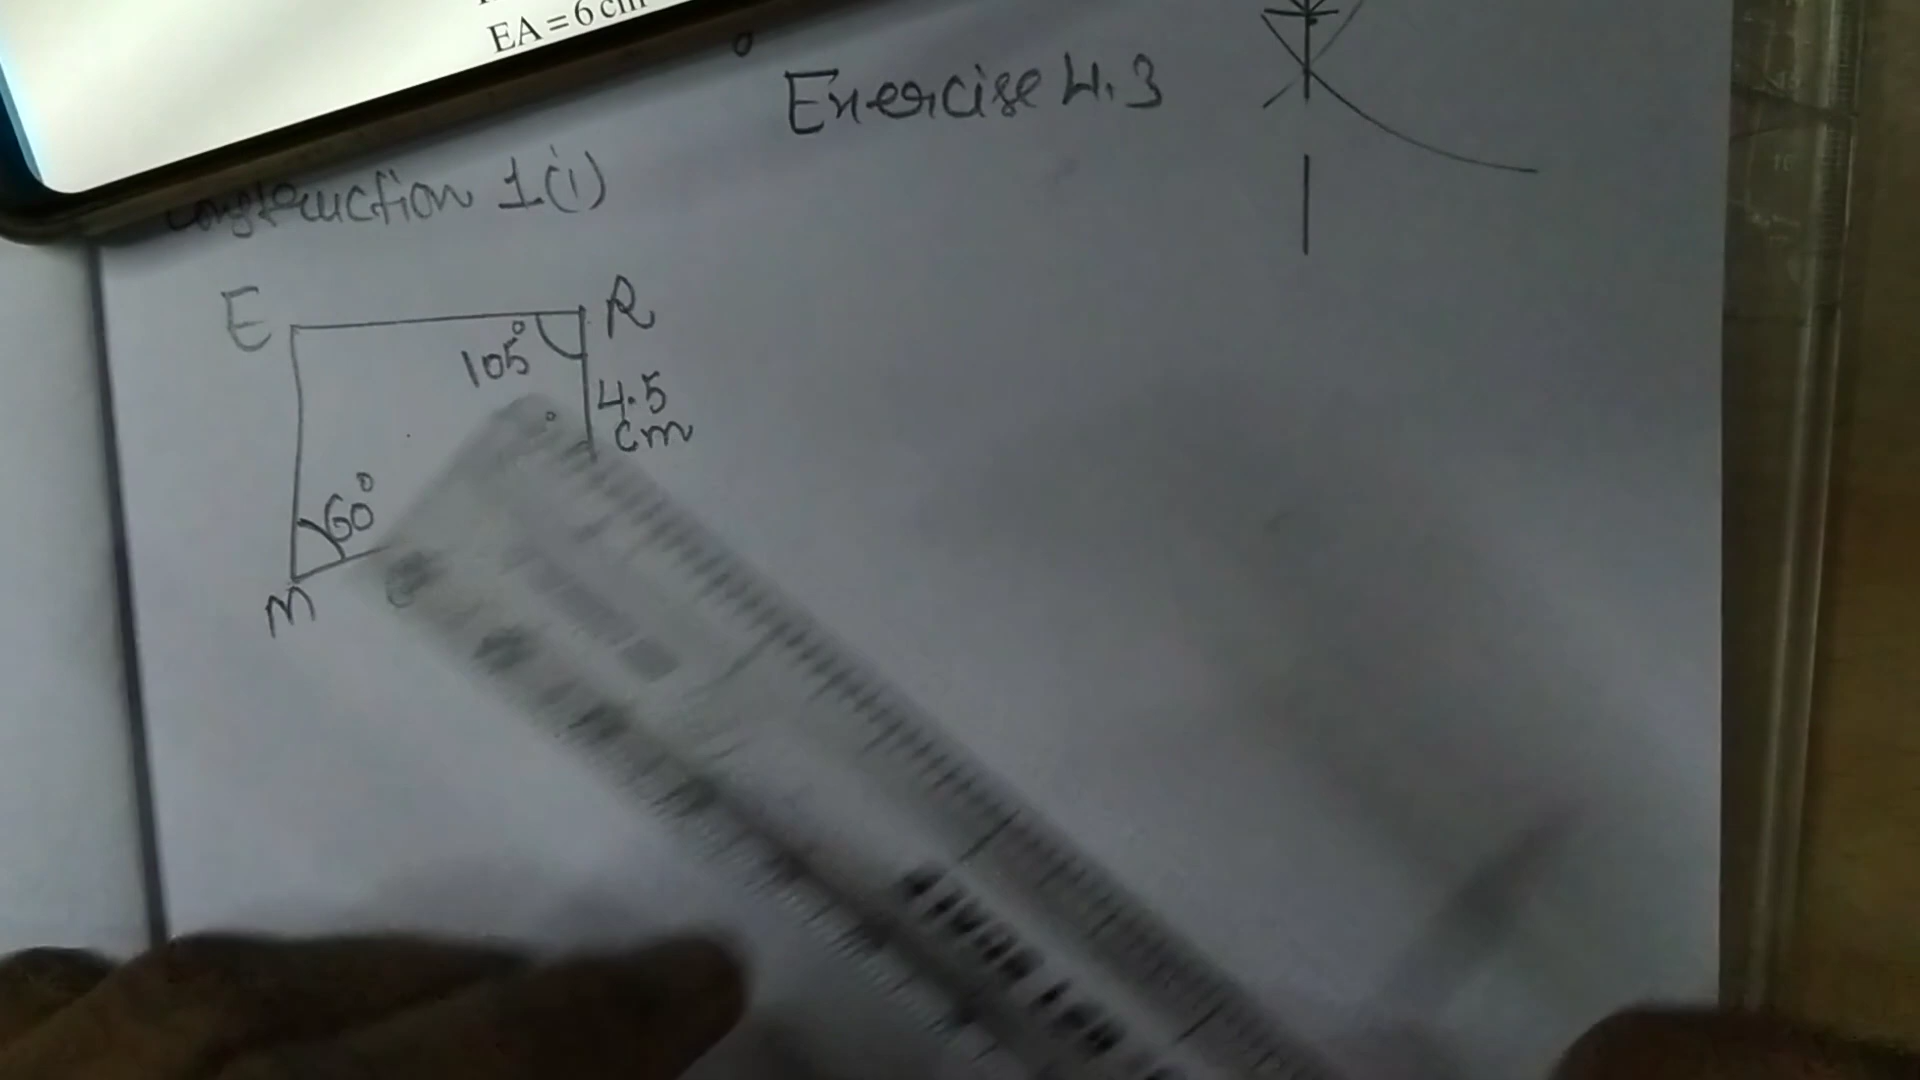 EA = 6 cm
Exercise 4.3
Construction 1(i)
E
R
105°
4.5
cm
60°
M